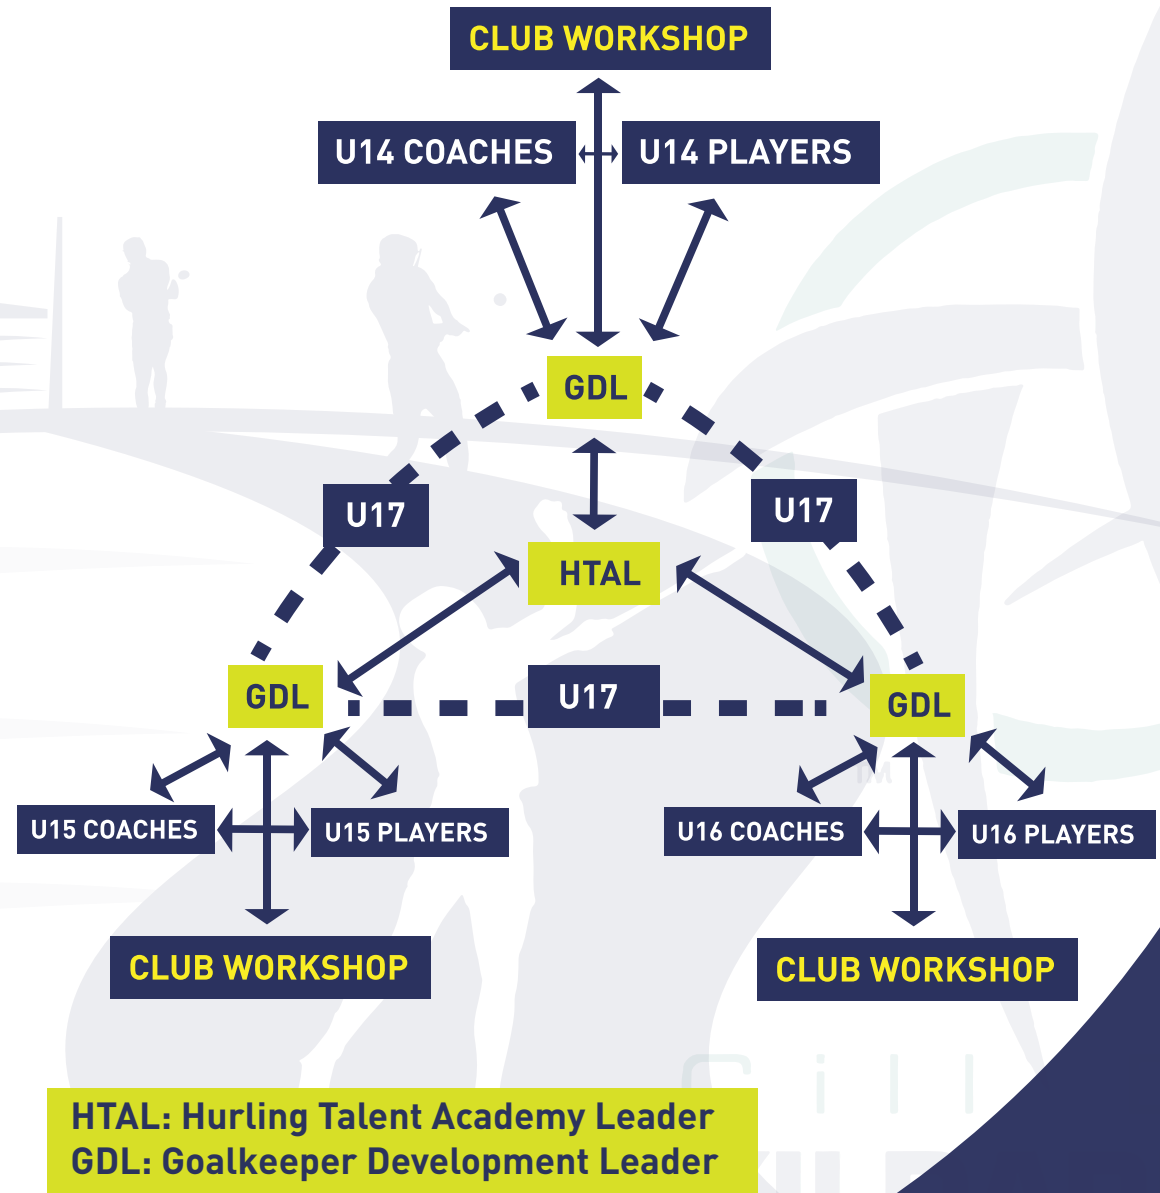 CLUB WORKSHOP
U14 COACHES
U14 PLAYERS
GDL
U17
U17
HTAL
GDL
U17
GDL
U15 COACHES
U15 PLAYERS
U16 COACHES
U16 PLAYERS
CLUB WORKSHOP
CLUB WORKSHOP
HTAL: Hurling Talent Academy Leader
GDL: Goalkeeper Development Leader